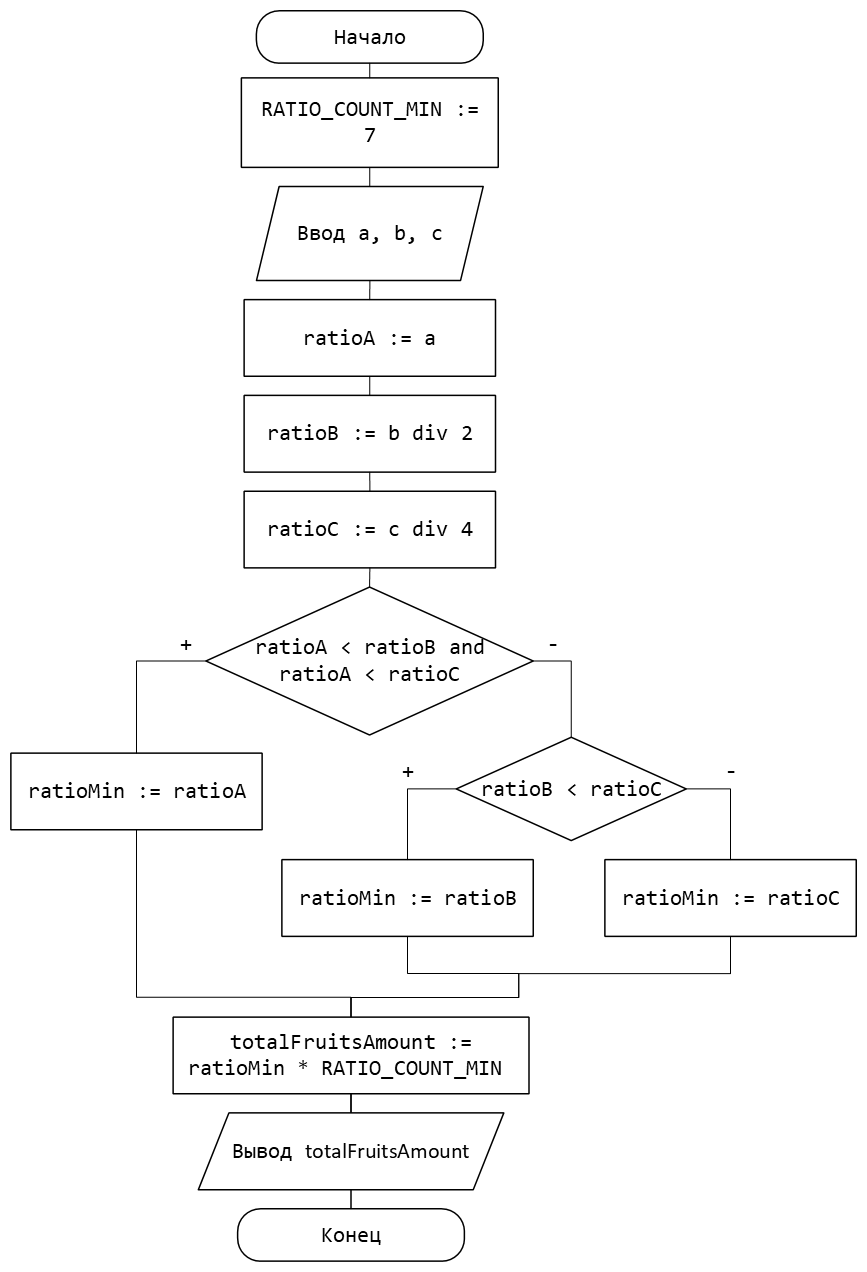 Начало
RATIO_COUNT_MIN :=
7
Ввод a, b, c
ratioA := a
ratioB := b div 2
ratioC := c div 4
+
-
ratioA < ratioB and
ratioA < ratioC
ratioMin := ratioA
+
-
ratioB < ratioC
ratioMin := ratioB
ratioMin := ratioC
totalFruitsAmount :=
ratioMin * RATIO_COUNT_MIN
Вывод totalFruitsAmount
Конец